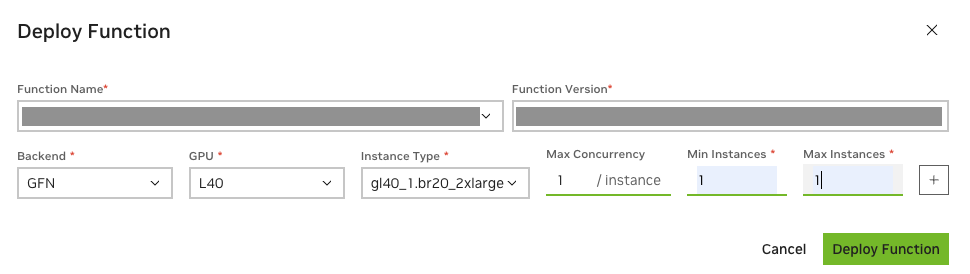 Deploy Function
Function Name* Function Version*
Backend * GPU * Instance Type * Max Concurrency Min Instances * Max Instances *
GFN L40 gl40_1.br20_2xlarge 1 / instance 1 1 +
Cancel Deploy Function